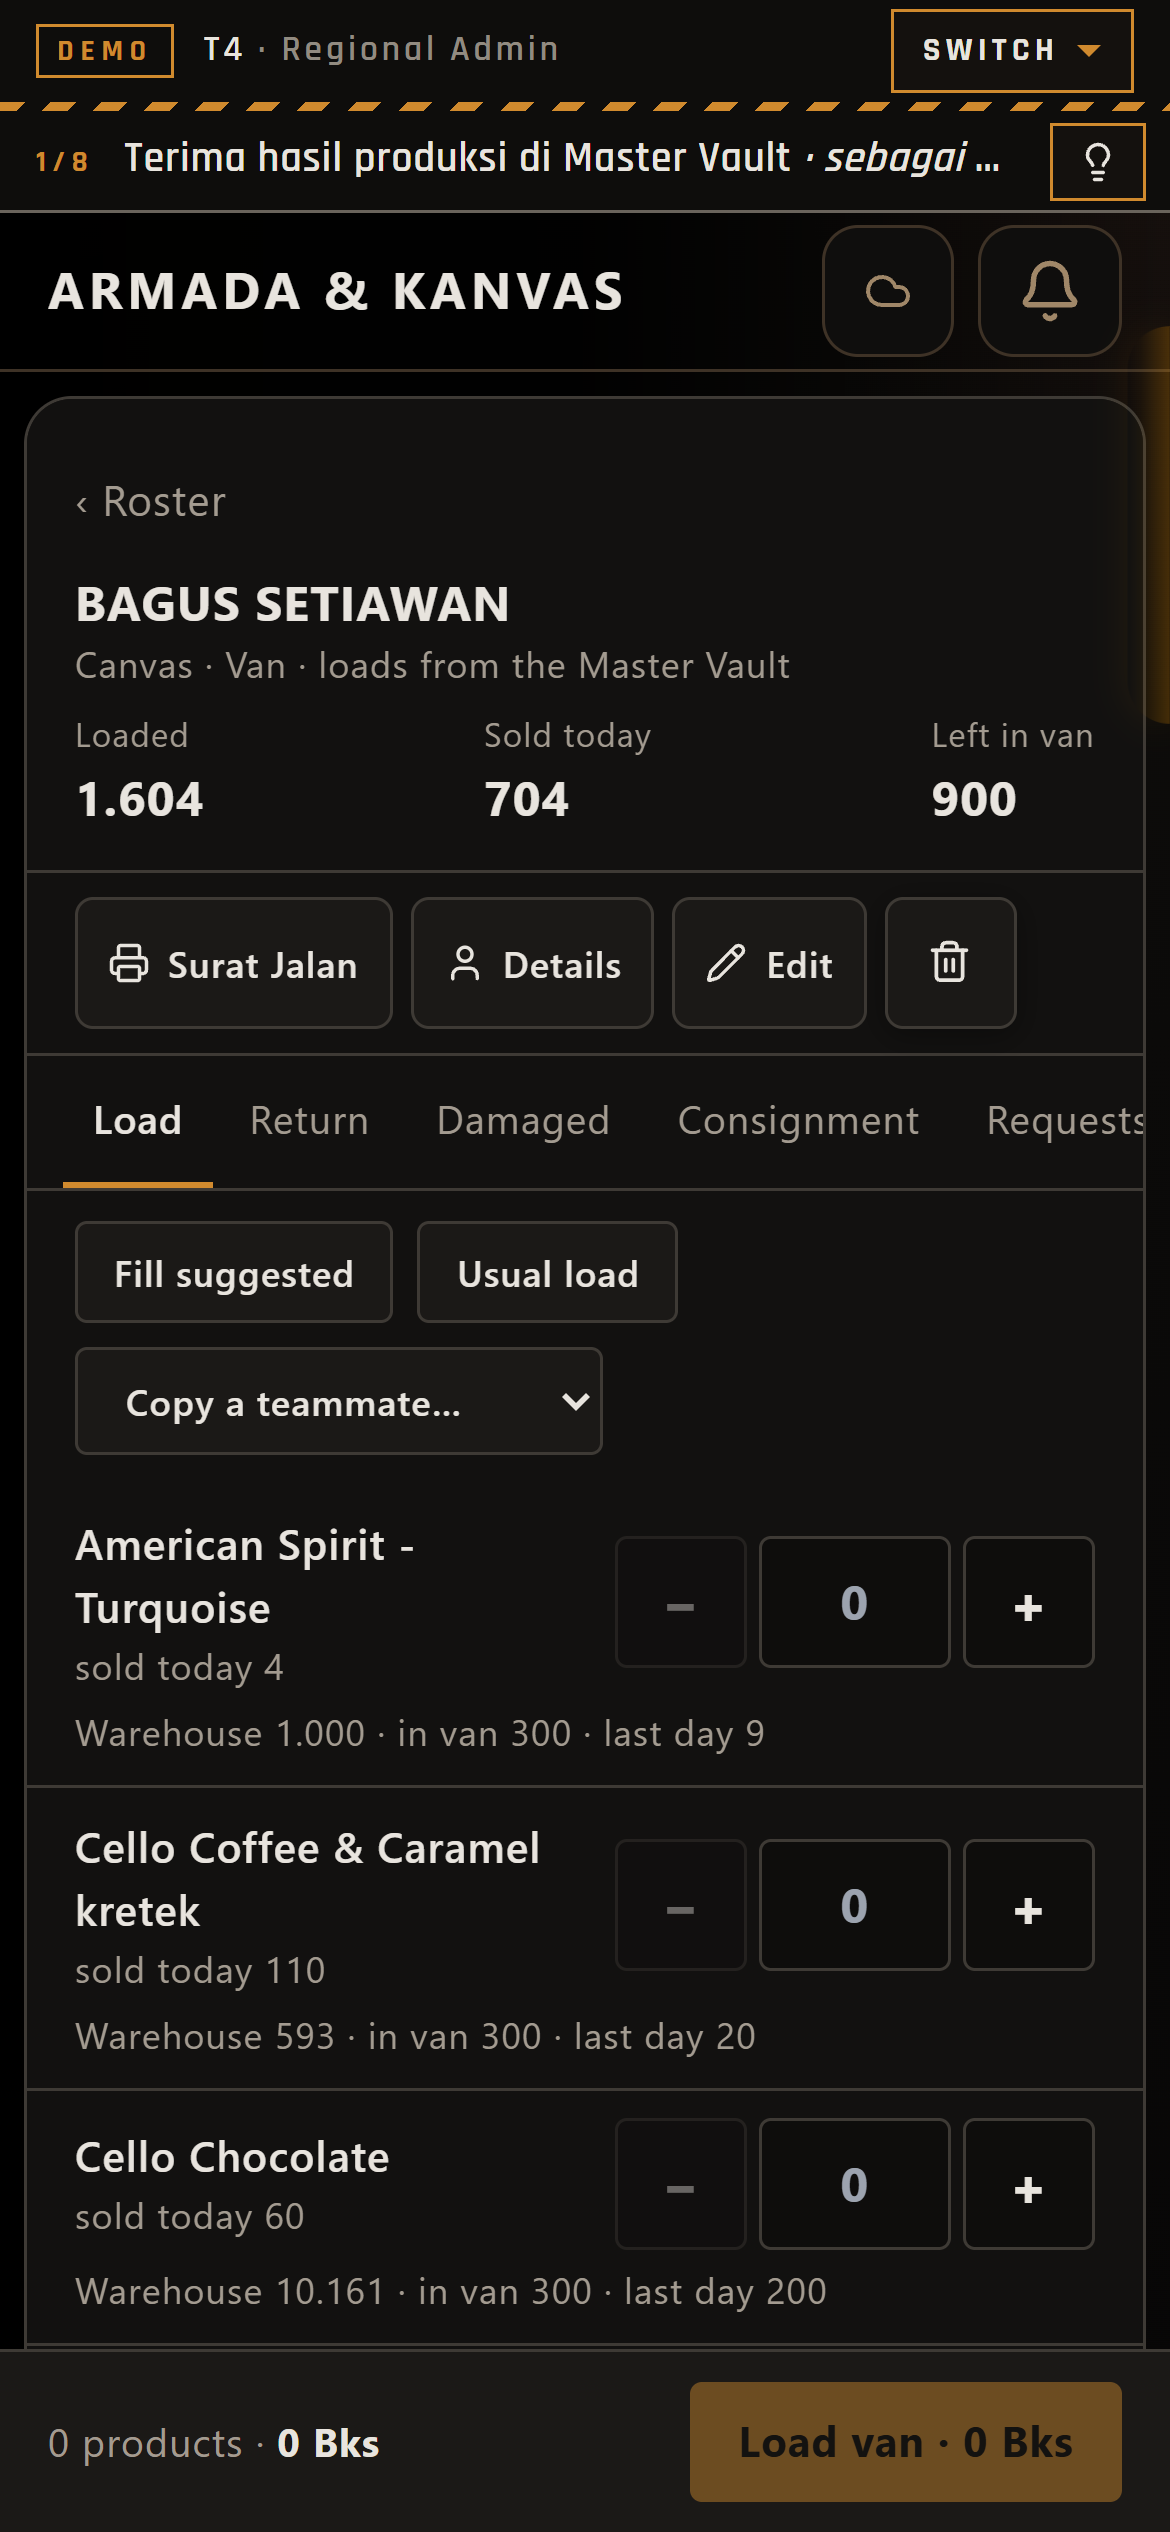 DEMO T4 · Regional Admin SWITCH
1/8 Terima hasil produksi di Master Vault · sebagai ...
ARMADA & KANVAS
‹ Roster
BAGUS SETIAWAN
Canvas · Van · loads from the Master Vault
Loaded Sold today Left in van
1.604 704 900
Surat Jalan Details Edit
Load Return Damaged Consignment Requests
Fill suggested Usual load
Copy a teammate...
American Spirit -
Turquoise
sold today 4
− 0 +
Warehouse 1.000 · in van 300 · last day 9
Cello Coffee & Caramel
kretek
sold today 110
− 0 +
Warehouse 593 · in van 300 · last day 20
Cello Chocolate
sold today 60
− 0 +
Warehouse 10.161 · in van 300 · last day 200
0 products · 0 Bks Load van · 0 Bks